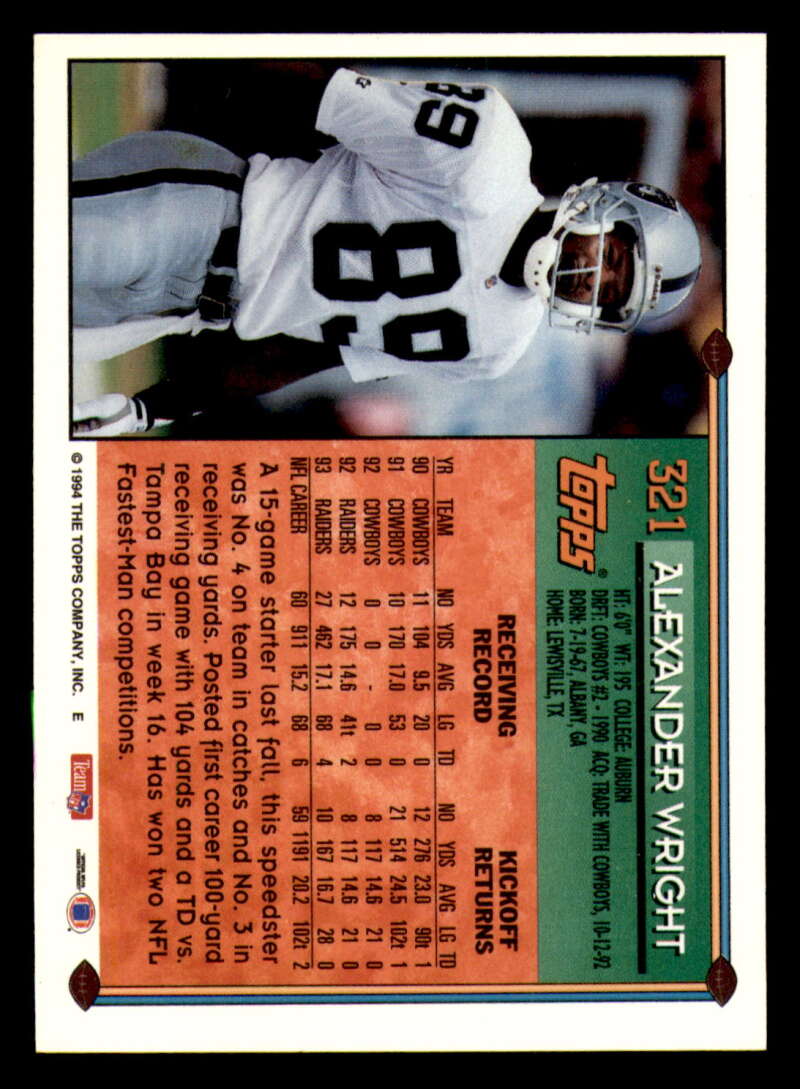 321 ALEXANDER WRIGHT
topps®
HT: 6'0" WT: 195 COLLEGE: AUBURN
DRFT: COWBOYS #2 - 1990 ACQ: TRADE WITH COWBOYS, 10-12-92
BORN: 7-19-67, ALBANY, GA
HOME: LEWISVILLE, TX
RECEIVING RECORD KICKOFF RETURNS
YR TEAM NO YDS AVG LG TD NO YDS AVG LG TD
90 COWBOYS 11 104 9.5 20 0 12 276 23.0 90t 1
91 COWBOYS 10 170 17.0 53 0 21 514 24.5 102t 1
92 COWBOYS 0 0 - 0 0 8 117 14.6 21 0
92 RAIDERS 12 175 14.6 41t 2 8 117 14.6 21 0
93 RAIDERS 27 462 17.1 68 4 10 167 16.7 28 0
NFL CAREER 60 911 15.2 68 6 59 1191 20.2 102t 2
A 15-game starter last fall, this speedster
was No. 4 on team in catches and No. 3 in
receiving yards. Posted first career 100-yard
receiving game with 104 yards and a TD vs.
Tampa Bay in week 16. Has won two NFL
Fastest-Man competitions.
© 1994 THE TOPPS COMPANY, INC. E
Team NFL
89
89